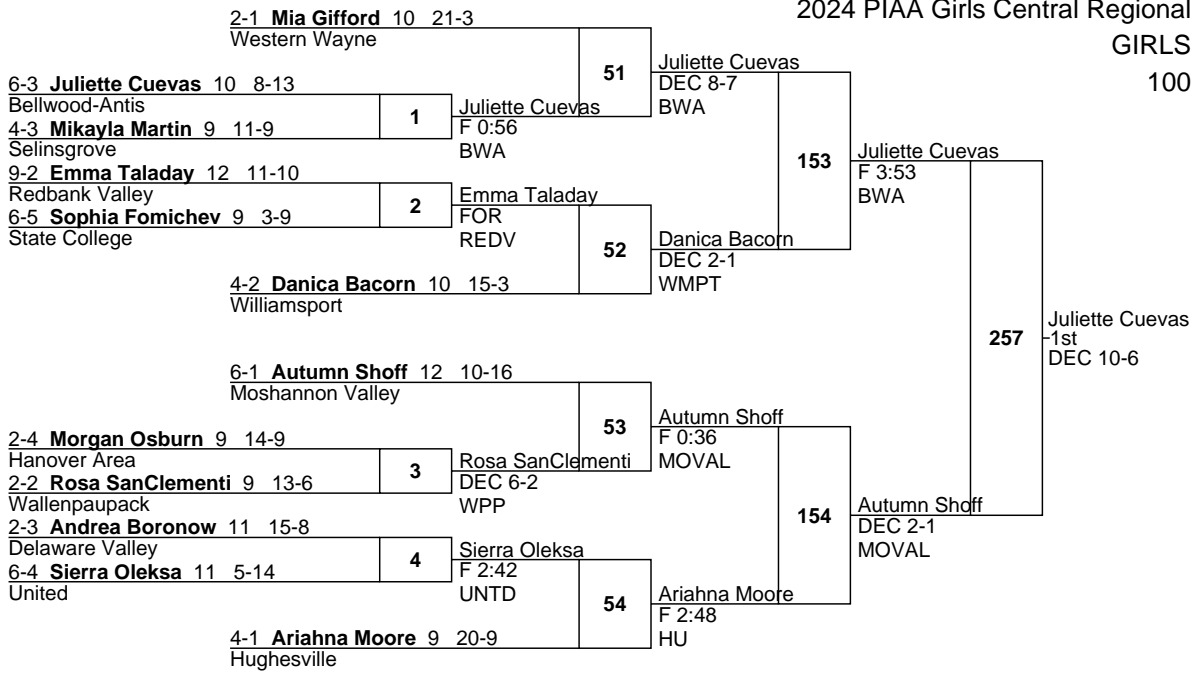 2024 PIAA Girls Central Regional
GIRLS
100
2-1 Mia Gifford 10 21-3
Western Wayne
6-3 Juliette Cuevas 10 8-13
Bellwood-Antis
4-3 Mikayla Martin 9 11-9
Selinsgrove
9-2 Emma Taladay 12 11-10
Redbank Valley
6-5 Sophia Fomichev 9 3-9
State College
4-2 Danica Bacorn 10 15-3
Williamsport
6-1 Autumn Shoff 12 10-16
Moshannon Valley
2-4 Morgan Osburn 9 14-9
Hanover Area
2-2 Rosa SanClementi 9 13-6
Wallenpaupack
2-3 Andrea Boronow 11 15-8
Delaware Valley
6-4 Sierra Oleksa 11 5-14
United
4-1 Ariahna Moore 9 20-9
Hughesville
1
Juliette Cuevas
F 0:56
BWA
2
Emma Taladay
FOR
REDV
3
Rosa SanClementi
DEC 6-2
WPP
4
Sierra Oleksa
F 2:42
UNTD
51
Juliette Cuevas
DEC 8-7
BWA
52
Danica Bacorn
DEC 2-1
WMPT
53
Autumn Shoff
F 0:36
MOVAL
54
Ariahna Moore
F 2:48
HU
153
Juliette Cuevas
F 3:53
BWA
154
Autumn Shoff
DEC 2-1
MOVAL
257
Juliette Cuevas
1st
DEC 10-6